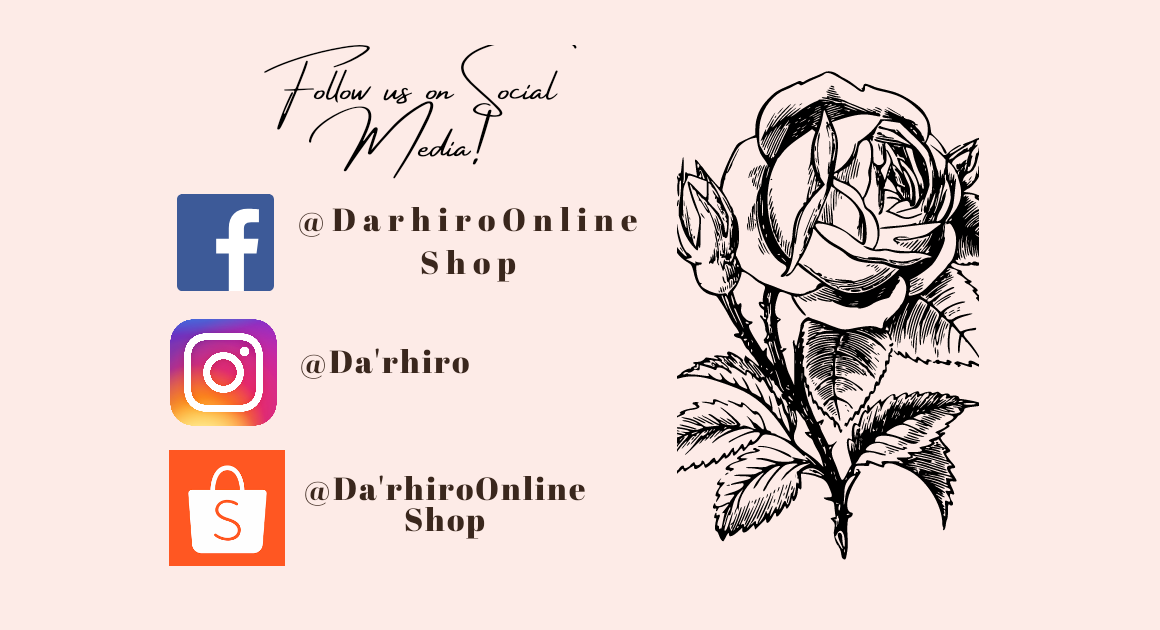 Follow us on Social
Media!
@DarhiroOnline
Shop
@Da'rhiro
@Da'rhiroOnline
Shop